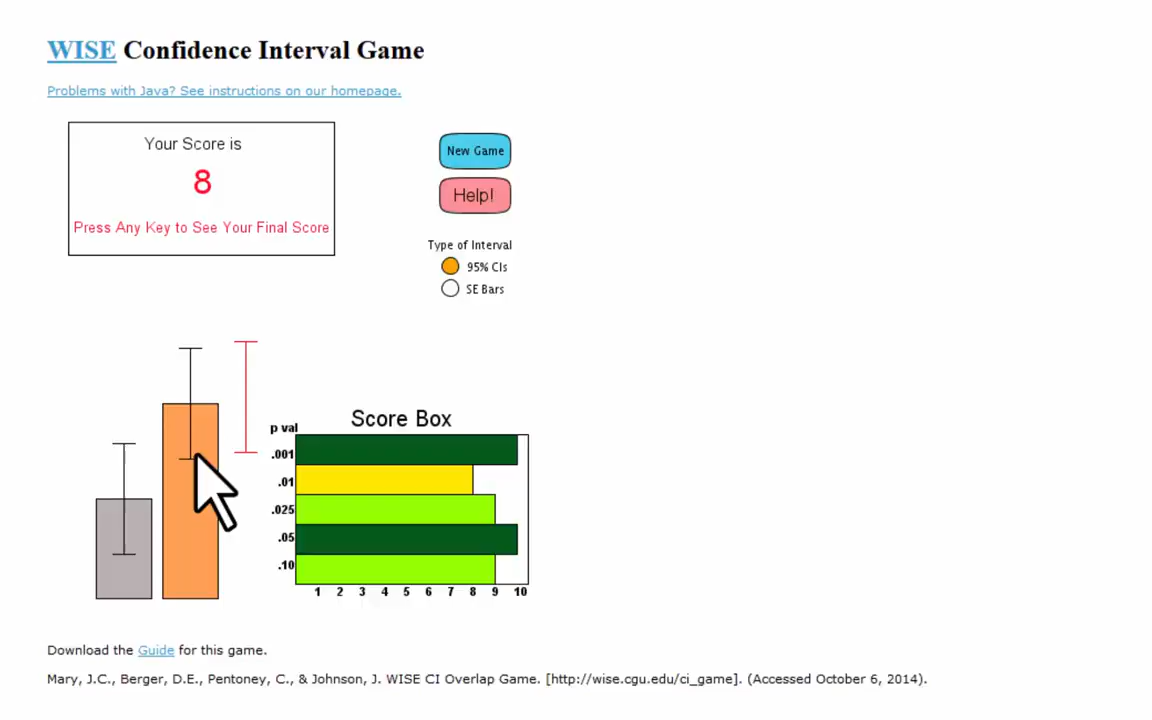 WISE Confidence Interval Game
Problems with Java? See instructions on our homepage.
Your Score is
8
Press Any Key to See Your Final Score
New Game
Help!
Type of Interval
95% CIs
SE Bars
Score Box
p val
.001
.01
.025
.05
.10
1 2 3 4 5 6 7 8 9 10
Download the Guide for this game.
Mary, J.C., Berger, D.E., Pentoney, C., & Johnson, J. WISE CI Overlap Game. [http://wise.cgu.edu/ci_game]. (Accessed October 6, 2014).